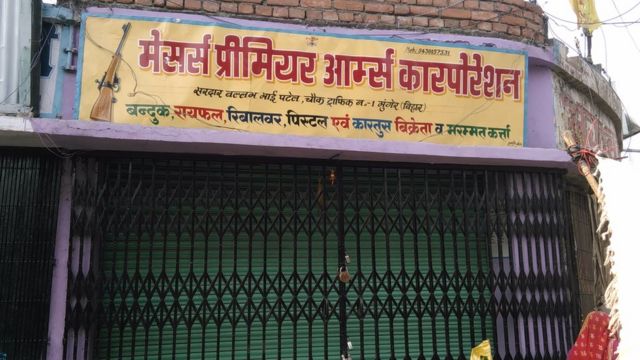 मेसर्स प्रीमियर आर्म्स कारपोरेशन
सरदार वल्लभ भाई पटेल, चौक ट्राफिक नं.-1 मुंगेर (बिहार)
बन्दुक, रायफल, रिवाल्वर, पिस्टल एवं कारतुस बिक्रेता व मरम्मत कर्त्ता